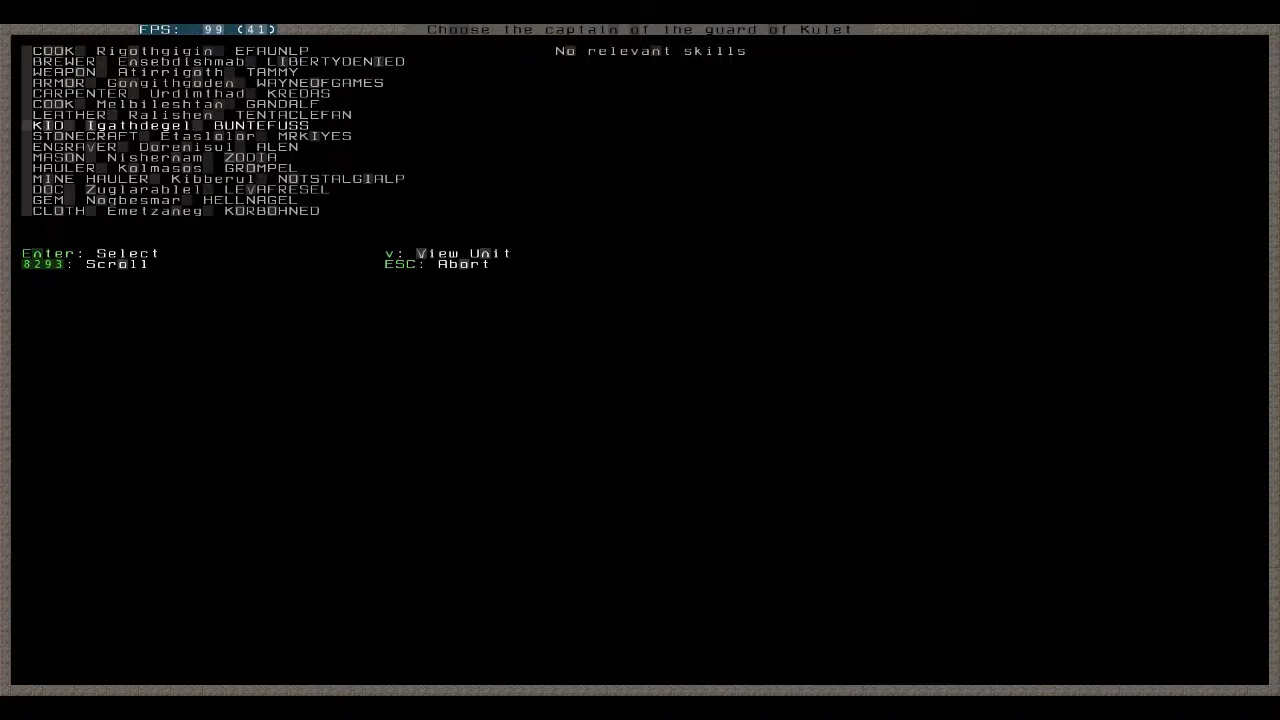 FPS: 99 (41) Choose the captain of the guard of Kulet
COOK Rigothgigin EFAUNLP No relevant skills
BREWER Ensebdishmab LIBERTYDENIED
WEAPON Atirrigoth TAMMY
ARMOR Gongithgoden WAYNEOFGAMES
CARPENTER Urdimthad KREDAS
COOK Melbileshtan GANDALF
LEATHER Ralishen TENTACLEFAN
KID Igathdegel BUNTEFUSS
STONECRAFT Etaslolor MRKIYES
ENGRAVER Dorenisul ALEN
MASON Nishernam ZODIA
HAULER Kolmasos GROMPEL
MINE HAULER Kibberul NOTSTALGIALP
DOC Zuglarablel LEVAFRESEL
GEM Nogbesmar HELLNAGEL
CLOTH Emetzaneg KORBOHNED
Enter: Select v: View Unit
8293: Scroll ESC: Abort